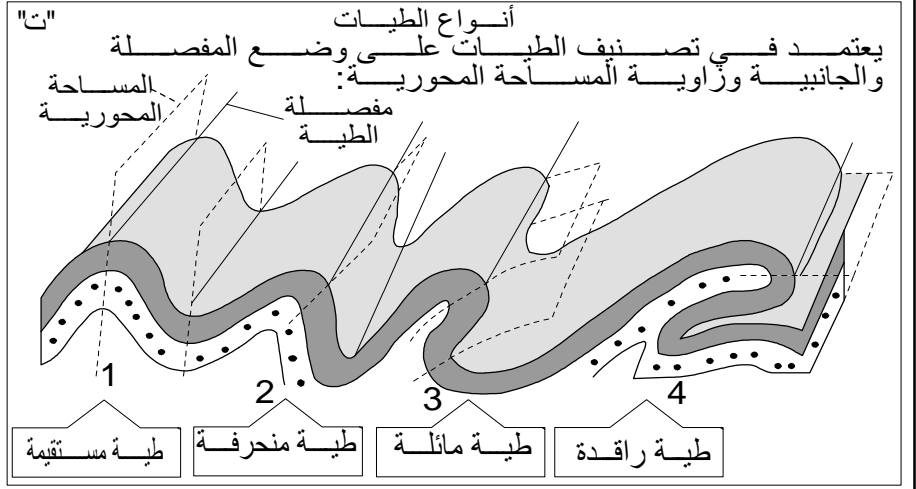 أنواع الطيات
"ت"
يعتمد في تصنيف الطيات على وضع المفصلة
والجانبية وزاوية المساحة المحورية:
المساحة
المحورية
مفصلة
الطية
1
2
3
4
طية مستقيمة
طية منحرفة
طية مائلة
طية راقدة